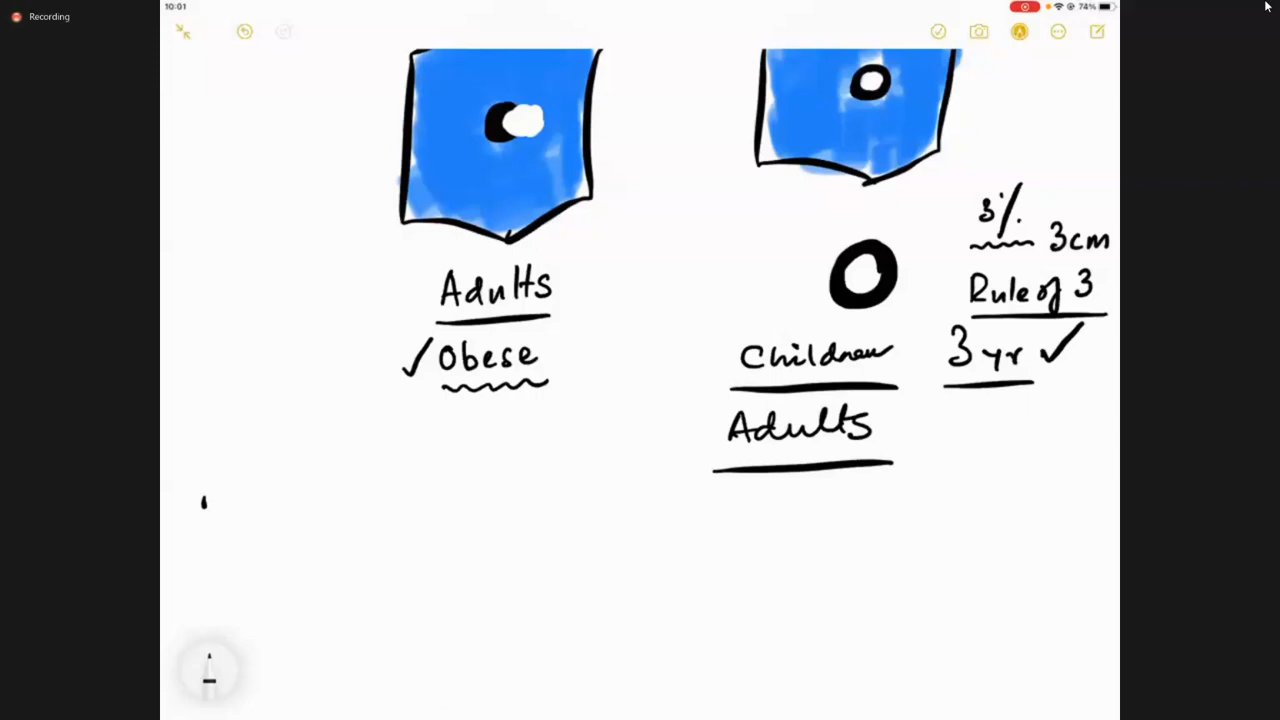 Recording
10:01
74%
3%
3cm
Adults
Rule of 3
Obese
Children
3 yr
Adults